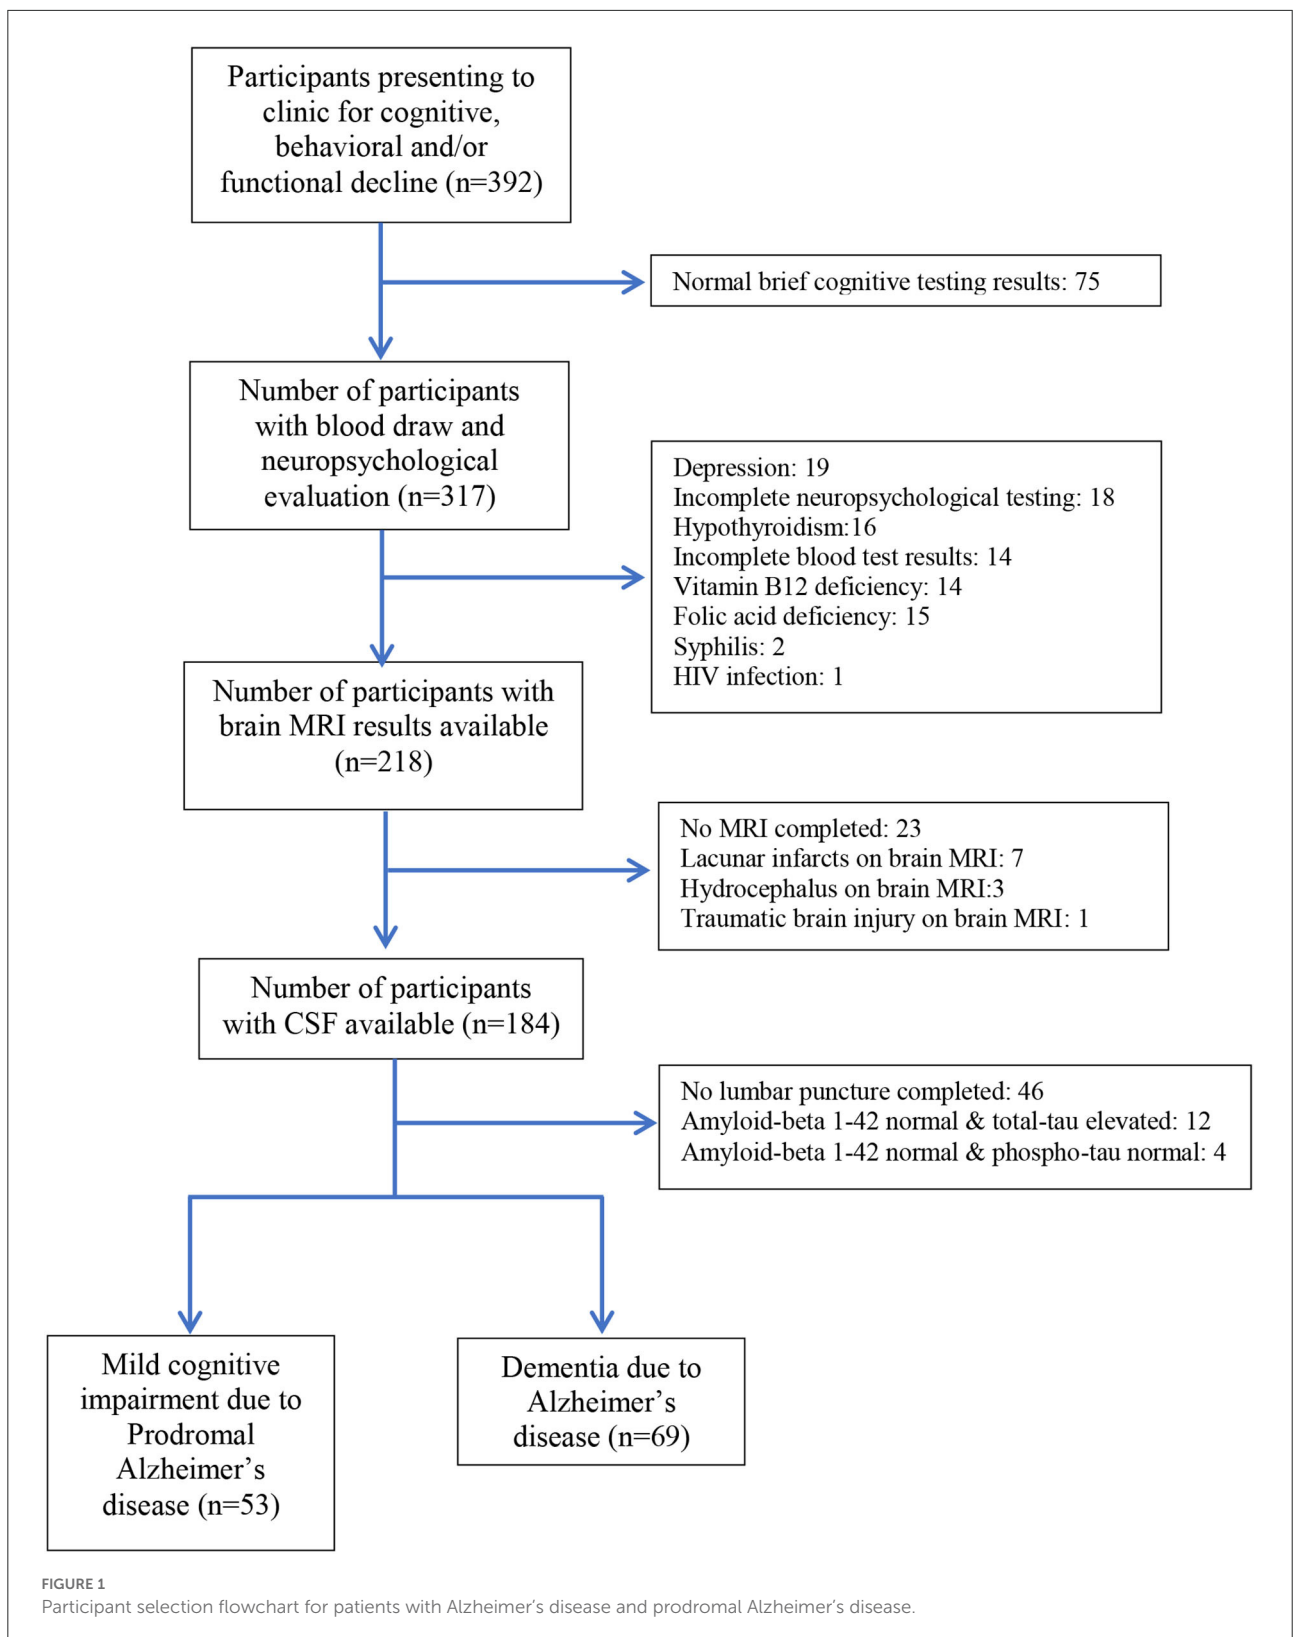 Participants presenting to
clinic for cognitive,
behavioral and/or
functional decline (n=392)
Normal brief cognitive testing results: 75
Number of participants
with blood draw and
neuropsychological
evaluation (n=317)
Depression: 19
Incomplete neuropsychological testing: 18
Hypothyroidism:16
Incomplete blood test results: 14
Vitamin B12 deficiency: 14
Folic acid deficiency: 15
Syphilis: 2
HIV infection: 1
Number of participants with
brain MRI results available
(n=218)
No MRI completed: 23
Lacunar infarcts on brain MRI: 7
Hydrocephalus on brain MRI:3
Traumatic brain injury on brain MRI: 1
Number of participants
with CSF available (n=184)
No lumbar puncture completed: 46
Amyloid-beta 1-42 normal & total-tau elevated: 12
Amyloid-beta 1-42 normal & phospho-tau normal: 4
Mild cognitive
impairment due to
Prodromal
Alzheimer’s
disease (n=53)
Dementia due to
Alzheimer’s
disease (n=69)
FIGURE 1
Participant selection flowchart for patients with Alzheimer’s disease and prodromal Alzheimer’s disease.